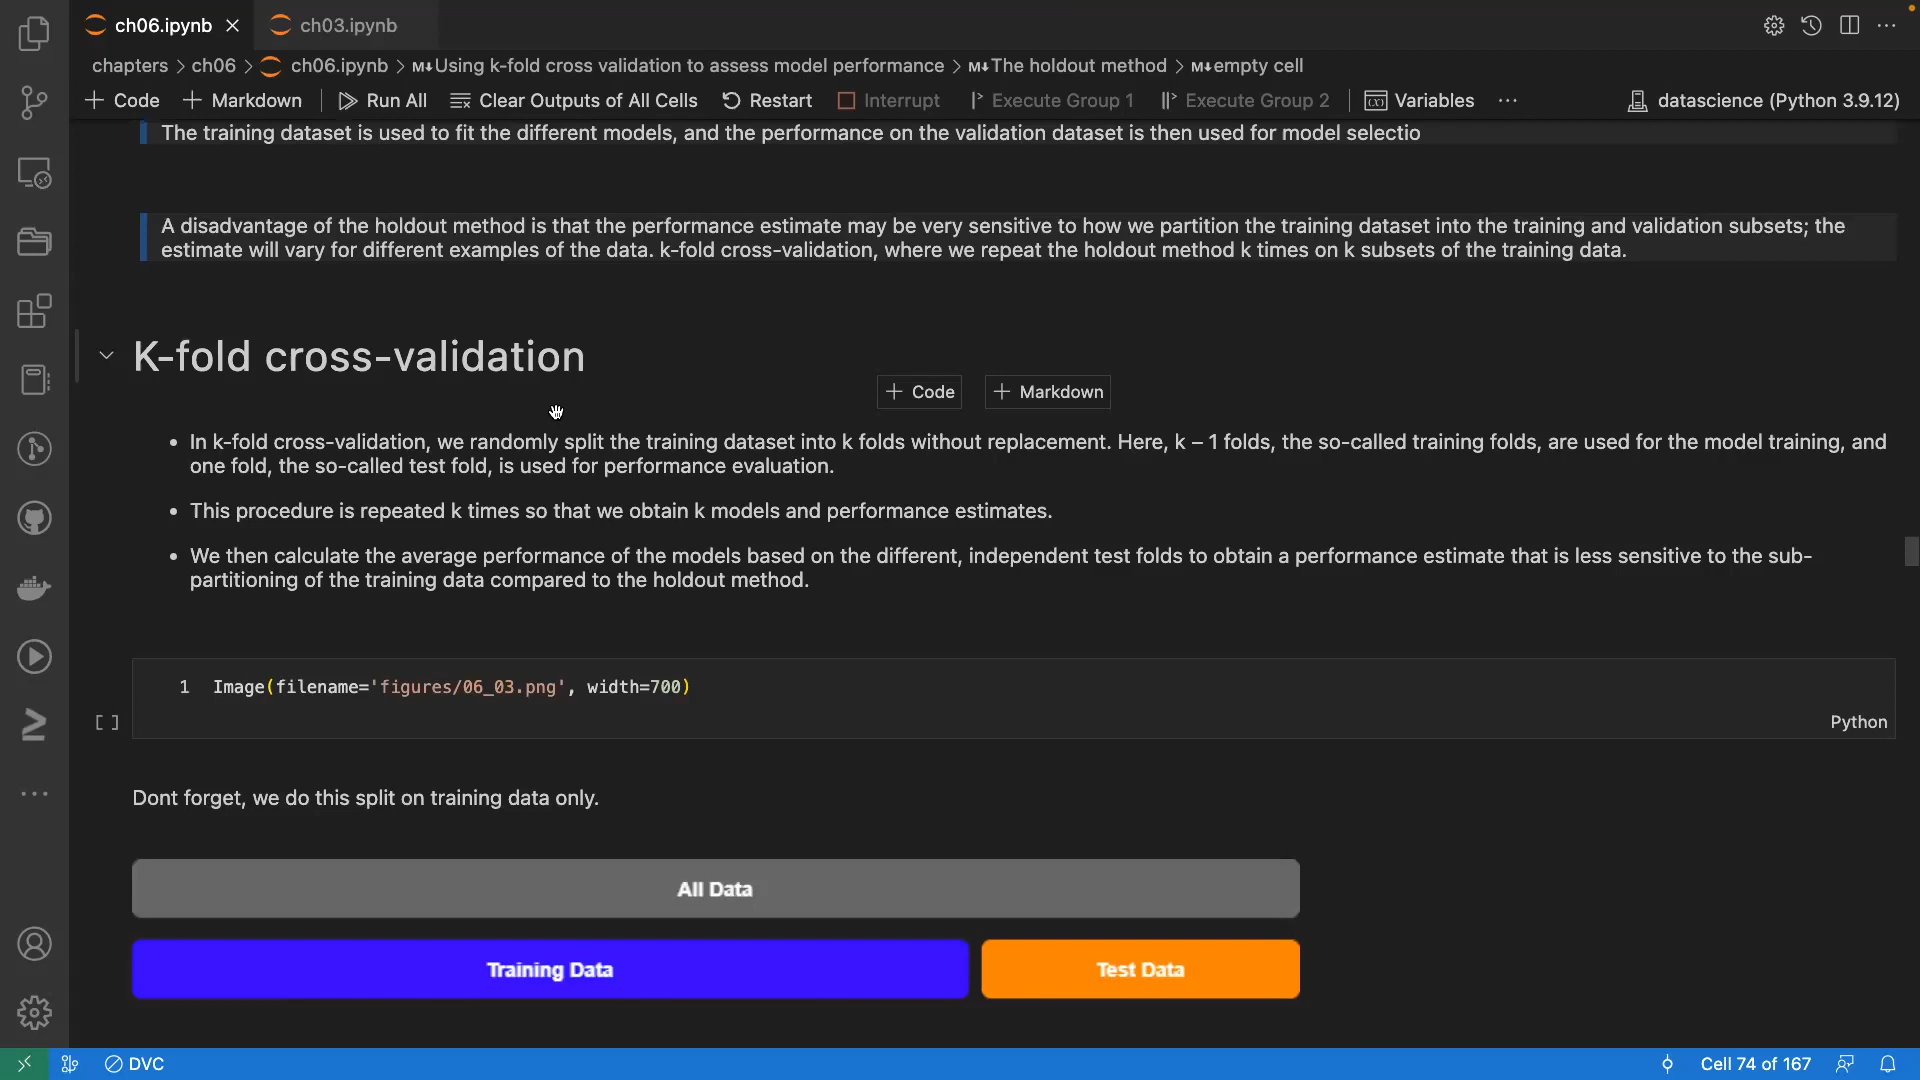 ch06.ipynb
ch03.ipynb
chapters > ch06 > ch06.ipynb > M↓Using k-fold cross validation to assess model performance > M↓The holdout method > M↓empty cell
Code Markdown Run All Clear Outputs of All Cells Restart Interrupt Execute Group 1 Execute Group 2 Variables ··· datascience (Python 3.9.12)
The training dataset is used to fit the different models, and the performance on the validation dataset is then used for model selectio
A disadvantage of the holdout method is that the performance estimate may be very sensitive to how we partition the training dataset into the training and validation subsets; the
estimate will vary for different examples of the data. k-fold cross-validation, where we repeat the holdout method k times on k subsets of the training data.
K-fold cross-validation
+ Code + Markdown
• In k-fold cross-validation, we randomly split the training dataset into k folds without replacement. Here, k – 1 folds, the so-called training folds, are used for the model training, and
one fold, the so-called test fold, is used for performance evaluation.
• This procedure is repeated k times so that we obtain k models and performance estimates.
• We then calculate the average performance of the models based on the different, independent test folds to obtain a performance estimate that is less sensitive to the sub-
partitioning of the training data compared to the holdout method.
1 Image(filename='figures/06_03.png', width=700)
[ ]
Python
Dont forget, we do this split on training data only.
All Data
Training Data
Test Data
DVC
Cell 74 of 167